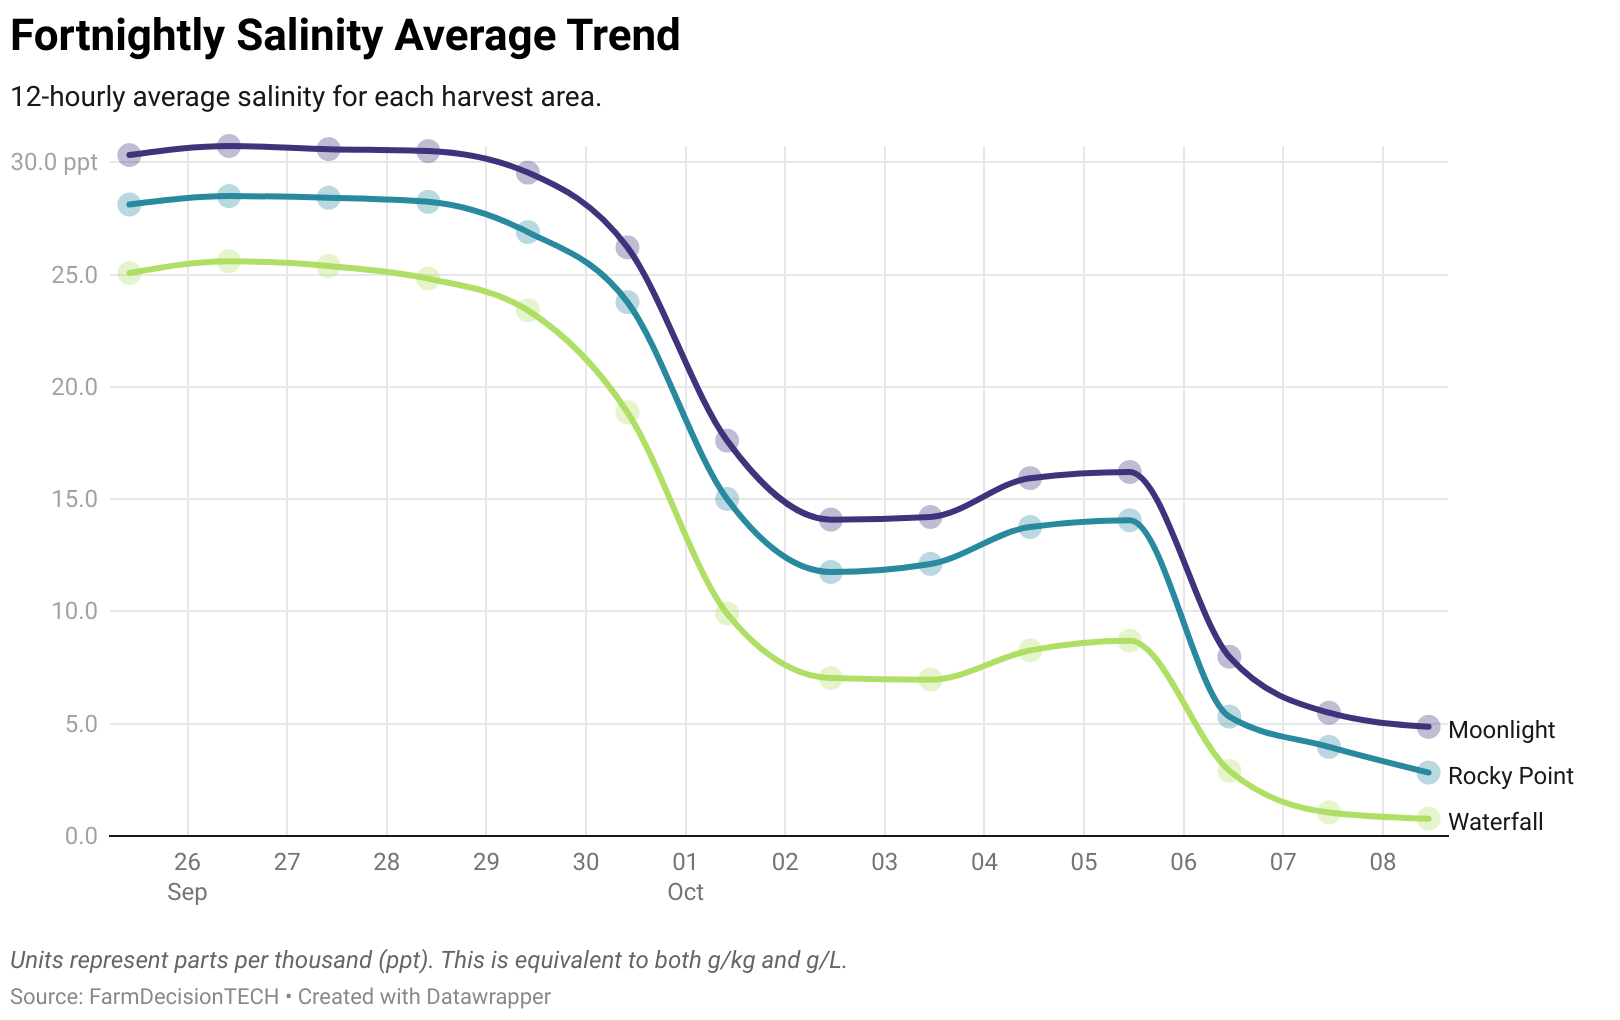 Fortnightly Salinity Average Trend
12-hourly average salinity for each harvest area.
30.0 ppt
25.0
20.0
15.0
10.0
5.0
0.0
Moonlight
Rocky Point
Waterfall
26 27 28 29 30 01 02 03 04 05 06 07 08
Sep Oct
Units represent parts per thousand (ppt). This is equivalent to both g/kg and g/L.
Source: FarmDecisionTECH • Created with Datawrapper